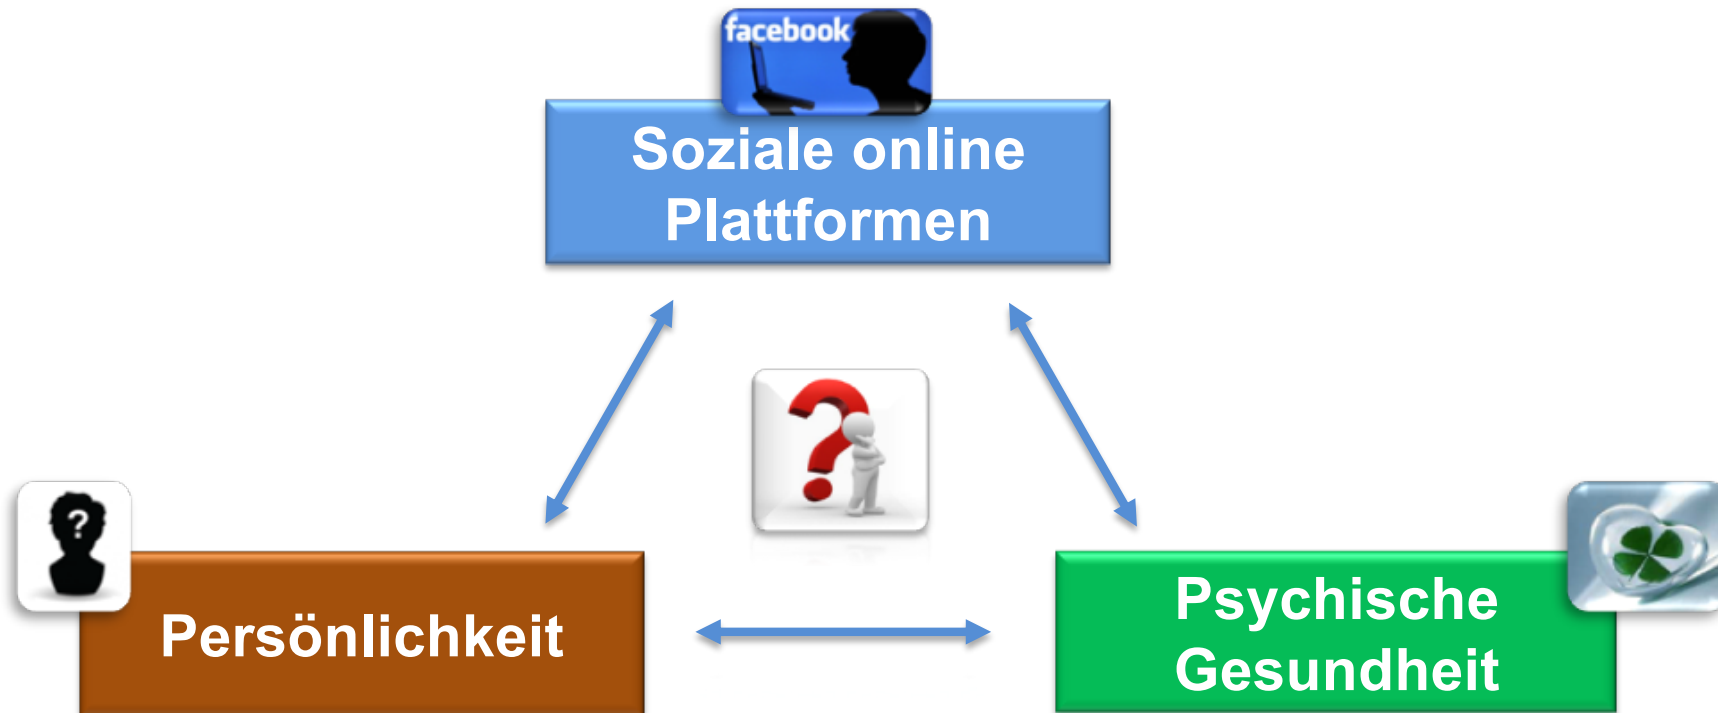 facebook
Soziale online
Plattformen
?
?
Persönlichkeit
Psychische
Gesundheit